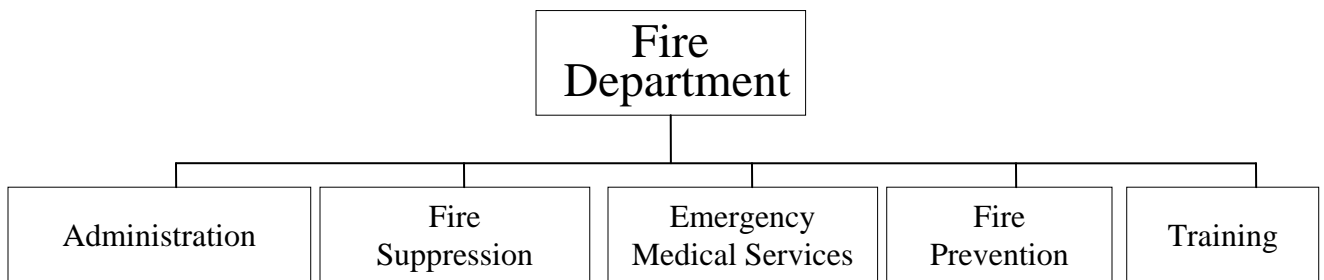 Fire
Department
Administration
Fire
Suppression
Emergency
Medical Services
Fire
Prevention
Training